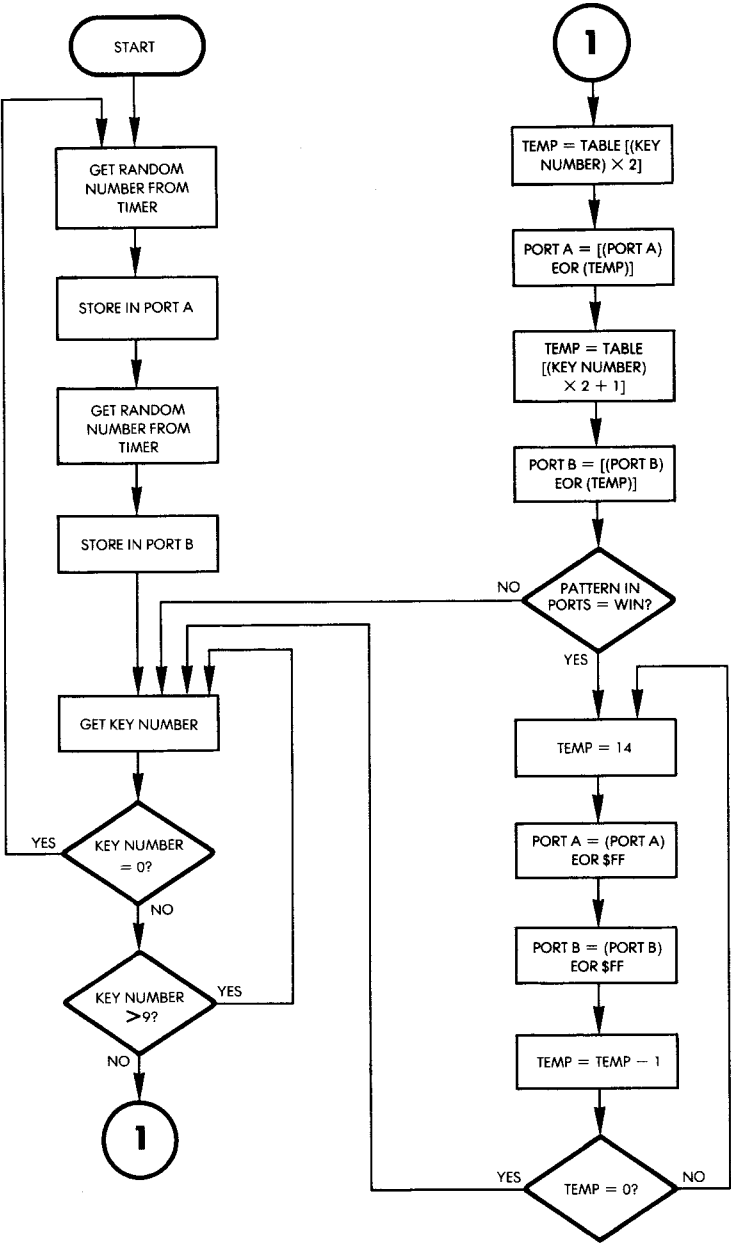 START
GET RANDOM
NUMBER FROM
TIMER
STORE IN PORT A
GET RANDOM
NUMBER FROM
TIMER
STORE IN PORT B
GET KEY NUMBER
KEY NUMBER
= 0?
YES
NO
KEY NUMBER
>9?
YES
NO
1
1
TEMP = TABLE [(KEY
NUMBER) × 2]
PORT A = [(PORT A)
EOR (TEMP)]
TEMP = TABLE
[(KEY NUMBER)
× 2 + 1]
PORT B = [(PORT B)
EOR (TEMP)]
PATTERN IN
PORTS = WIN?
NO
YES
TEMP = 14
PORT A = (PORT A)
EOR $FF
PORT B = (PORT B)
EOR $FF
TEMP = TEMP − 1
TEMP = 0?
YES
NO